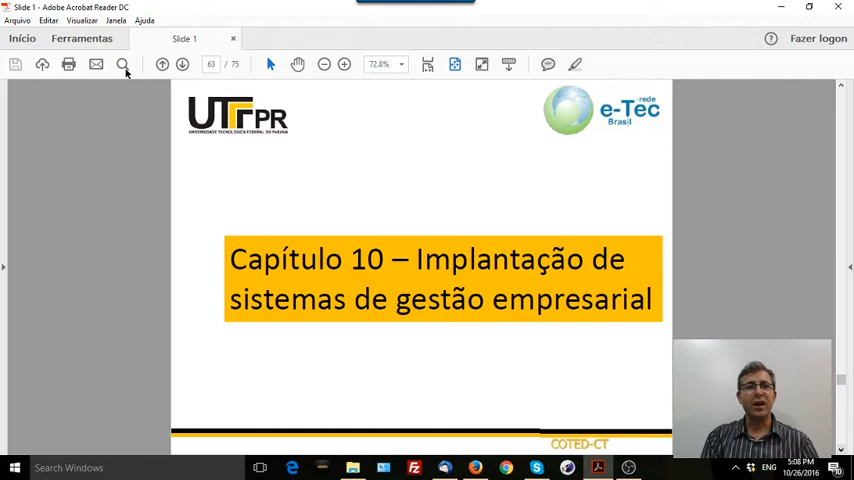 Slide 1 - Adobe Acrobat Reader DC
Arquivo Editar Visualizar Janela Ajuda
Início Ferramentas Slide 1 Fazer logon
63 / 75 72.8%
UTFPR
UNIVERSIDADE TECNOLÓGICA FEDERAL DO PARANÁ
rede
e-Tec
Brasil
Capítulo 10 – Implantação de
sistemas de gestão empresarial
COTED-CT
Search Windows
ENG
5:08 PM
10/26/2016